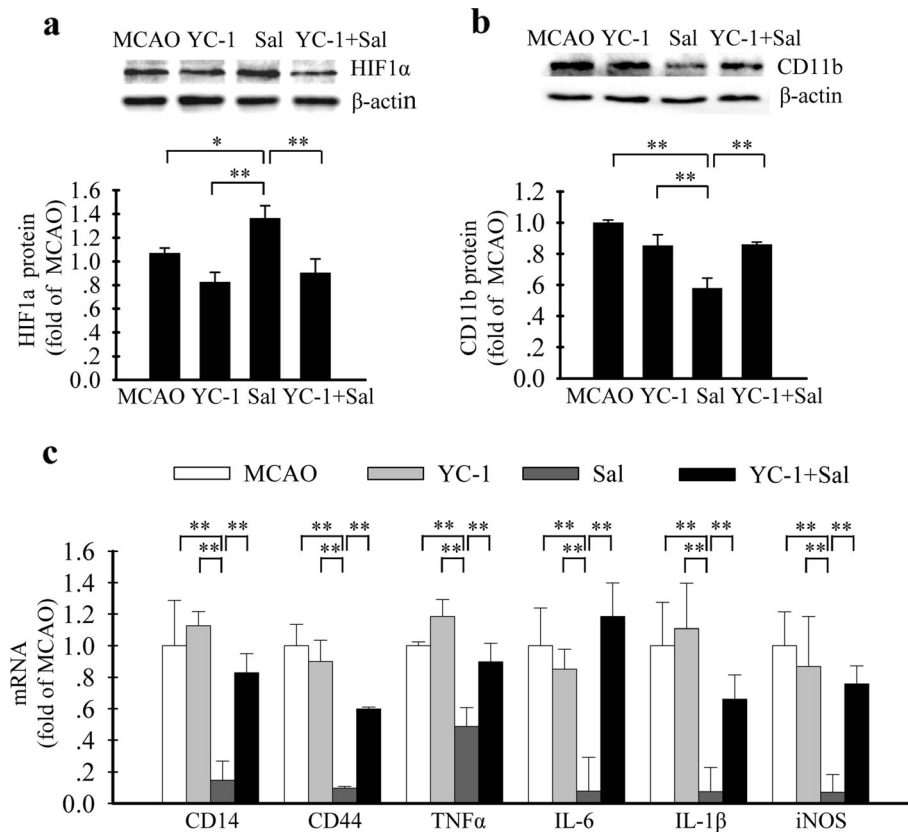 a
MCAO YC-1 Sal YC-1+Sal
HIF1α
β-actin
* **
**
HIF1a protein
(fold of MCAO)
1.6
1.4
1.2
1.0
.8
.6
.4
.2
0.0
MCAO YC-1 Sal YC-1+Sal
b
MCAO YC-1 Sal YC-1+Sal
CD11b
β-actin
** **
**
CD11b protein
(fold of MCAO)
1.2
1.0
.8
.6
.4
.2
0.0
MCAO YC-1 Sal YC-1+Sal
c
MCAO YC-1 Sal YC-1+Sal
** ** ** ** ** ** ** ** ** ** ** **
** ** ** ** ** **
mRNA
(fold of MCAO)
1.6
1.4
1.2
1.0
.8
.6
.4
.2
0.0
CD14 CD44 TNFα IL-6 IL-1β iNOS